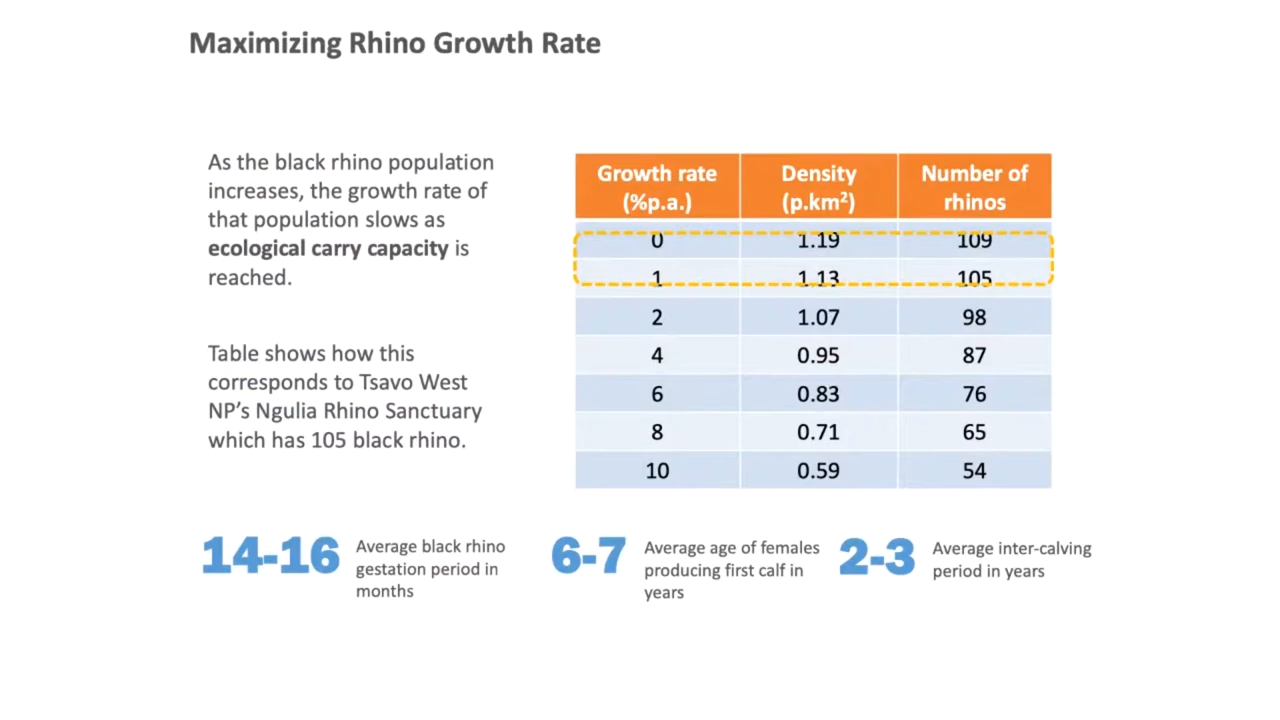 Maximizing Rhino Growth Rate
As the black rhino population
increases, the growth rate of
that population slows as
ecological carry capacity is
reached.
Table shows how this
corresponds to Tsavo West
NP's Ngulia Rhino Sanctuary
which has 105 black rhino.
Growth rate (%p.a.) Density (p.km²) Number of rhinos
0 1.19 109
1 1.13 105
2 1.07 98
4 0.95 87
6 0.83 76
8 0.71 65
10 0.59 54
14-16
Average black rhino
gestation period in
months
6-7
Average age of females
producing first calf in
years
2-3
Average inter-calving
period in years